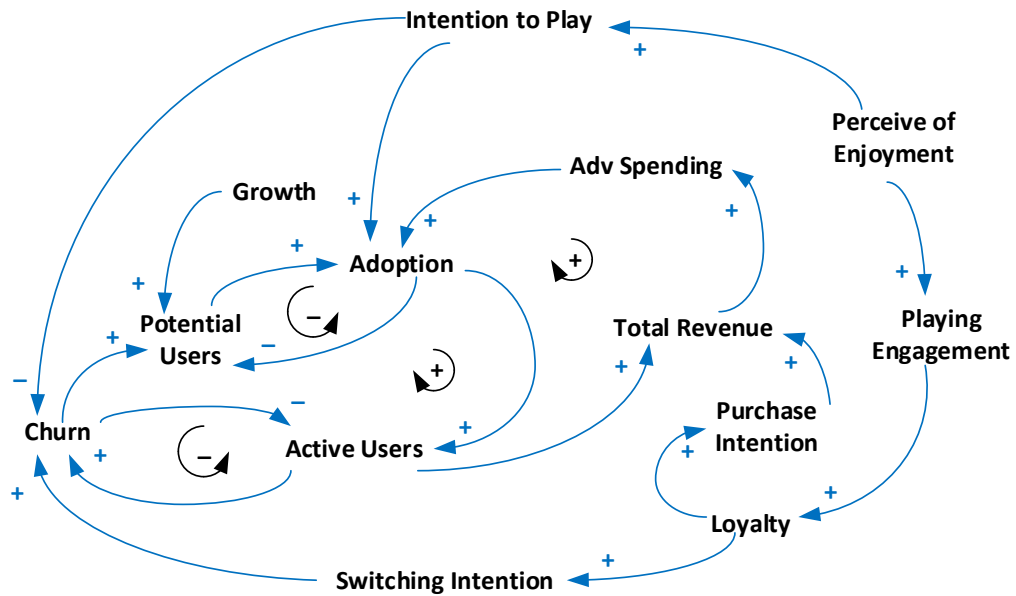 Intention to Play
+
Perceive of
Enjoyment
Adv Spending
Growth
+
+
+
+
Adoption
+
+
+
–
Potential
Users
Total Revenue
Playing
Engagement
+
–
+
+
+
–
–
Purchase
Intention
Churn
Active Users
+
+
–
+
+
+
Loyalty
+
Switching Intention